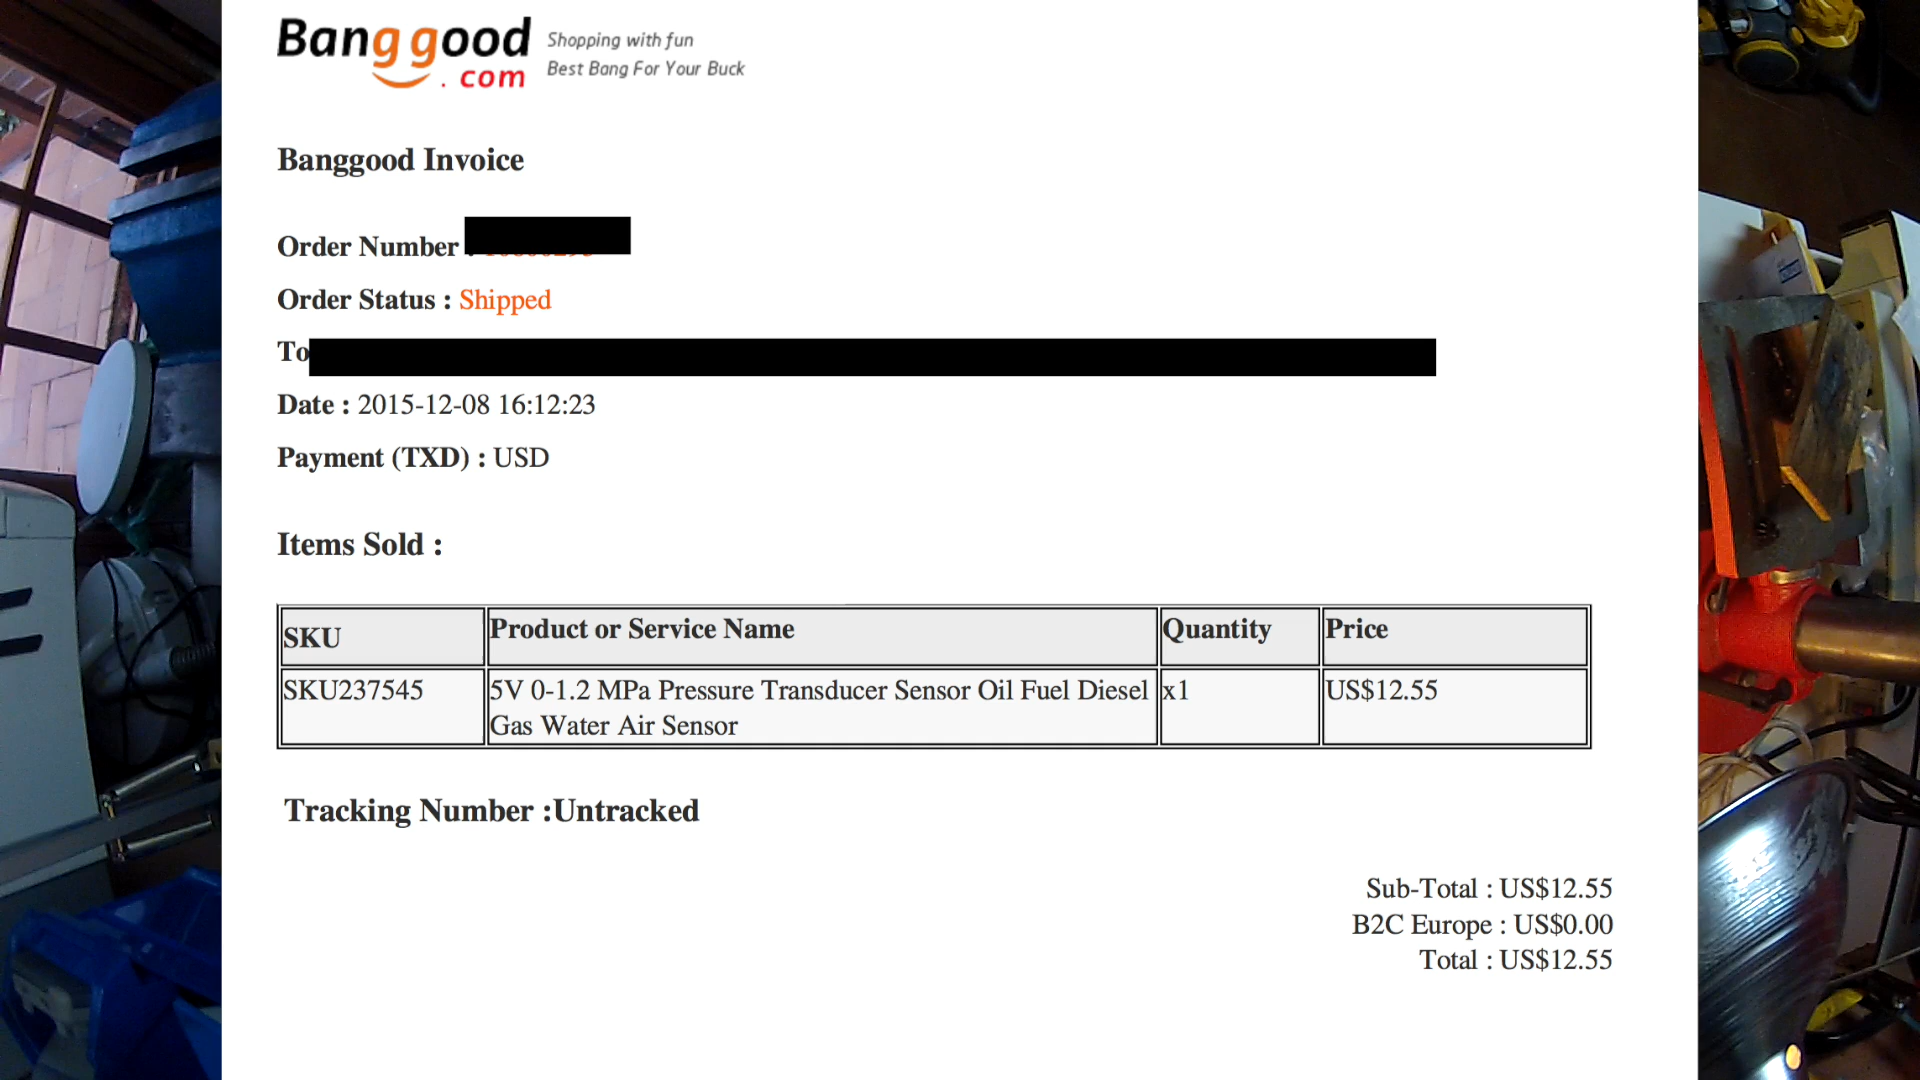 Banggood
.com
Shopping with fun
Best Bang For Your Buck
Banggood Invoice
Order Number :
Order Status : Shipped
To
Date : 2015-12-08 16:12:23
Payment (TXD) : USD
Items Sold :
SKU Product or Service Name Quantity Price
SKU237545 5V 0-1.2 MPa Pressure Transducer Sensor Oil Fuel Diesel x1 US$12.55
Gas Water Air Sensor
Tracking Number :Untracked
Sub-Total : US$12.55
B2C Europe : US$0.00
Total : US$12.55